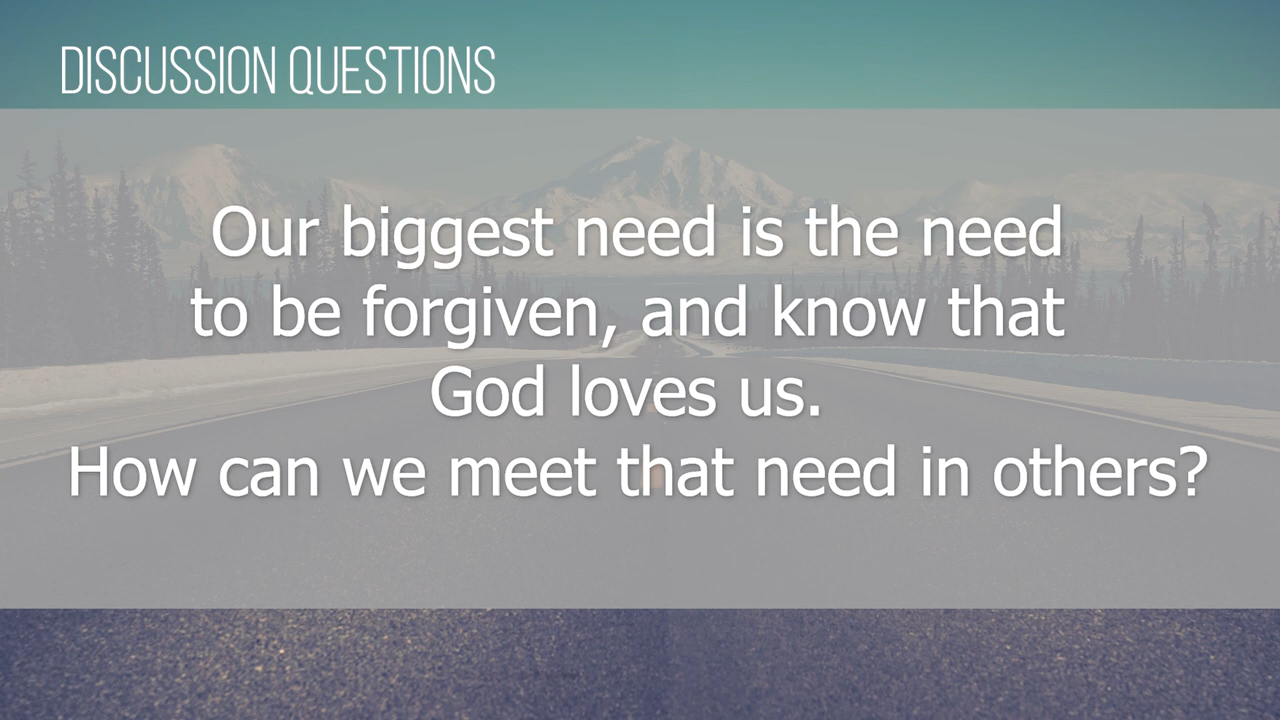 DISCUSSION QUESTIONS
Our biggest need is the need
to be forgiven, and know that
God loves us.
How can we meet that need in others?